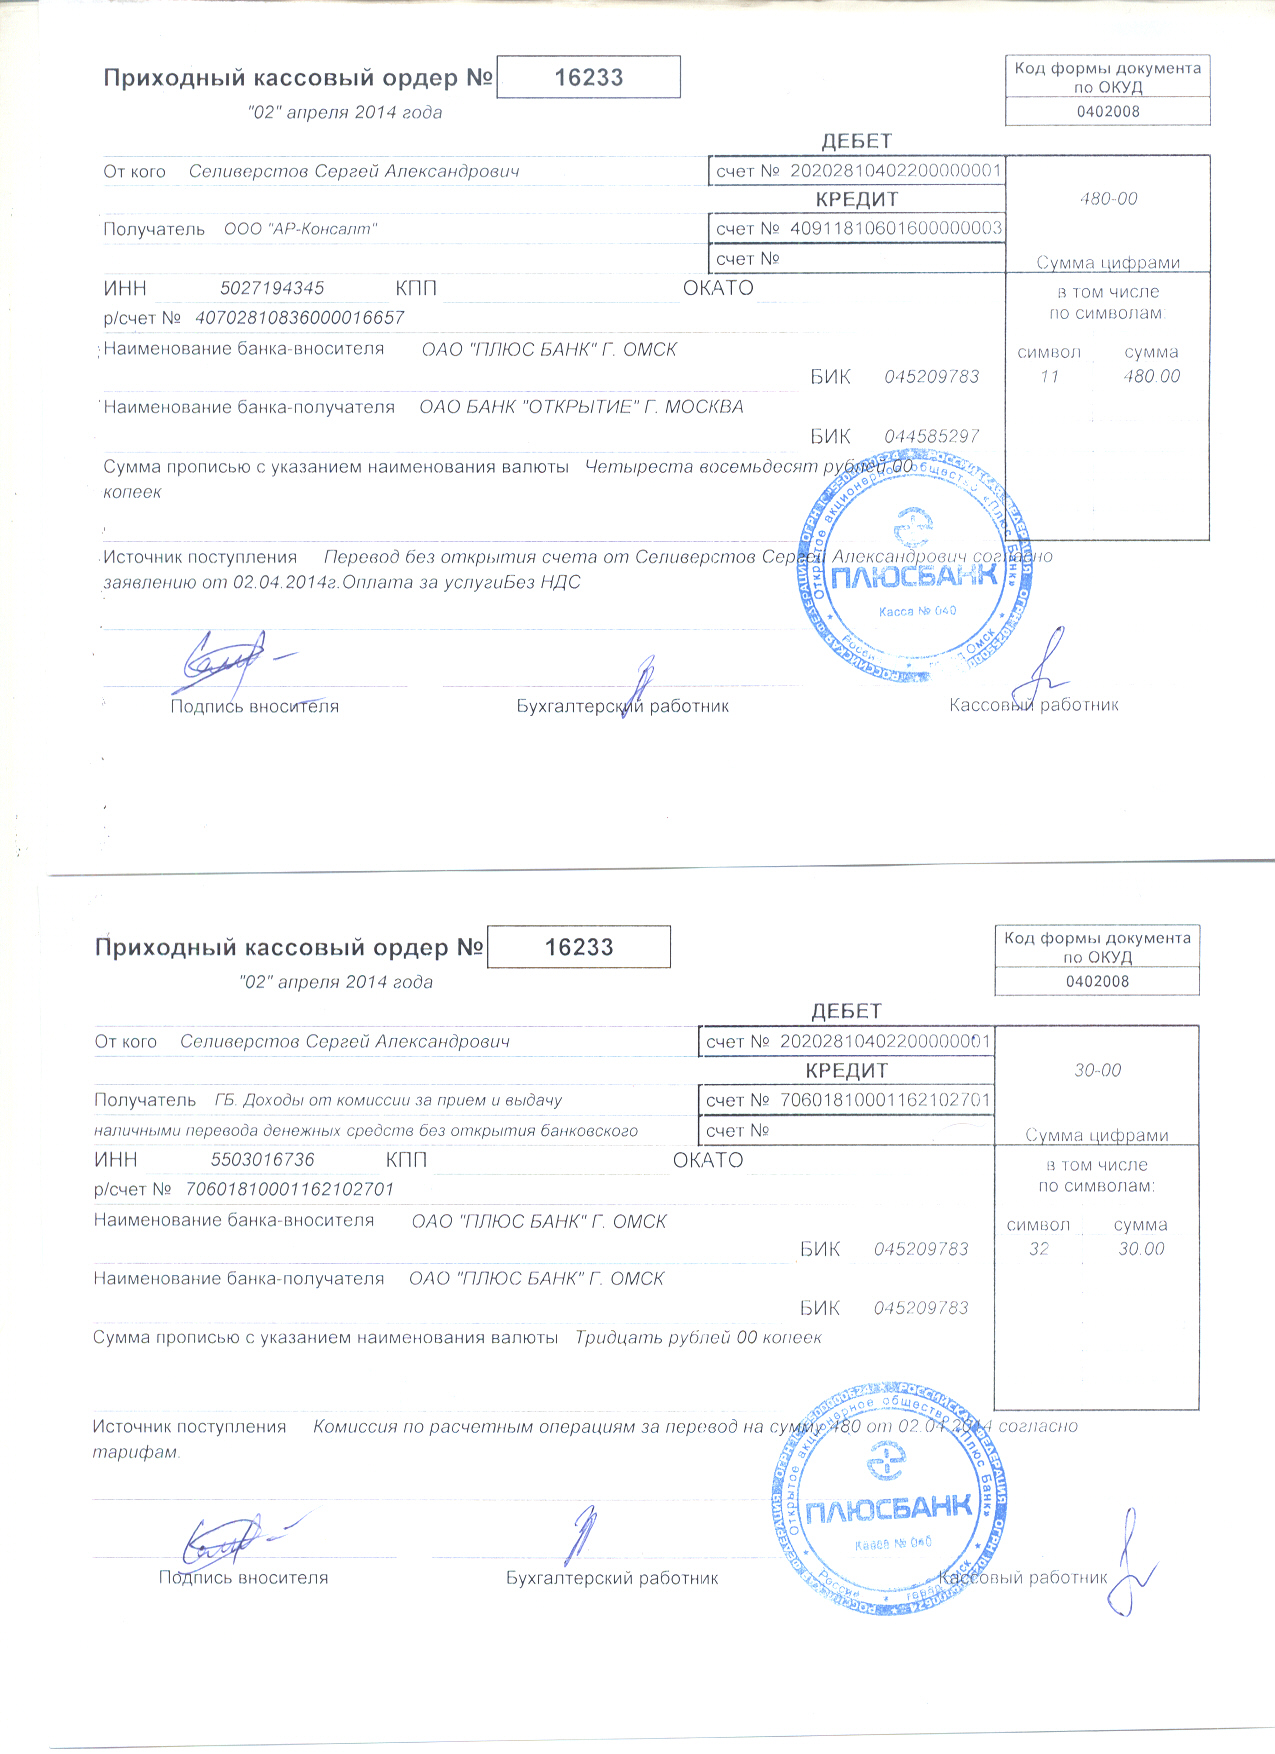 Приходный кассовый ордер № 16233
Код формы документа
по ОКУД
"02" апреля 2014 года
0402008
ДЕБЕТ
От кого Селиверстов Сергей Александрович счет № 20202810402200000001
КРЕДИТ 480-00
Получатель ООО "АР-Консалт" счет № 40911810601600000003
счет № Сумма цифрами
ИНН 5027194345 КПП ОКАТО в том числе
р/счет № 40702810836000016657 по символам:
Наименование банка-вносителя ОАО "ПЛЮС БАНК" Г. ОМСК символ сумма
БИК 045209783 11 480.00
Наименование банка-получателя ОАО БАНК "ОТКРЫТИЕ" Г. МОСКВА
БИК 044585297
Сумма прописью с указанием наименования валюты Четыреста восемьдесят рублей 00
копеек
Источник поступления Перевод без открытия счета от Селиверстов Сергей Александрович согласно
заявлению от 02.04.2014г.Оплата за услугиБез НДС
Открытое акционерное общество «Плюс Банк»
ПЛЮСБАНК
Касса № 040
Подпись вносителя Бухгалтерский работник Кассовый работник
Приходный кассовый ордер № 16233
Код формы документа
по ОКУД
"02" апреля 2014 года
0402008
ДЕБЕТ
От кого Селиверстов Сергей Александрович счет № 20202810402200000001
КРЕДИТ 30-00
Получатель ГБ. Доходы от комиссии за прием и выдачу счет № 70601810001162102701
наличными перевода денежных средств без открытия банковского счет № Сумма цифрами
ИНН 5503016736 КПП ОКАТО в том числе
р/счет № 70601810001162102701 по символам:
Наименование банка-вносителя ОАО "ПЛЮС БАНК" Г. ОМСК символ сумма
БИК 045209783 32 30.00
Наименование банка-получателя ОАО "ПЛЮС БАНК" Г. ОМСК
БИК 045209783
Сумма прописью с указанием наименования валюты Тридцать рублей 00 копеек
Источник поступления Комиссия по расчетным операциям за перевод на сумму 480 от 02.04.2014 согласно
тарифам.
Открытое акционерное общество «Плюс Банк»
ПЛЮСБАНК
Касса № 040
Подпись вносителя Бухгалтерский работник Кассовый работник